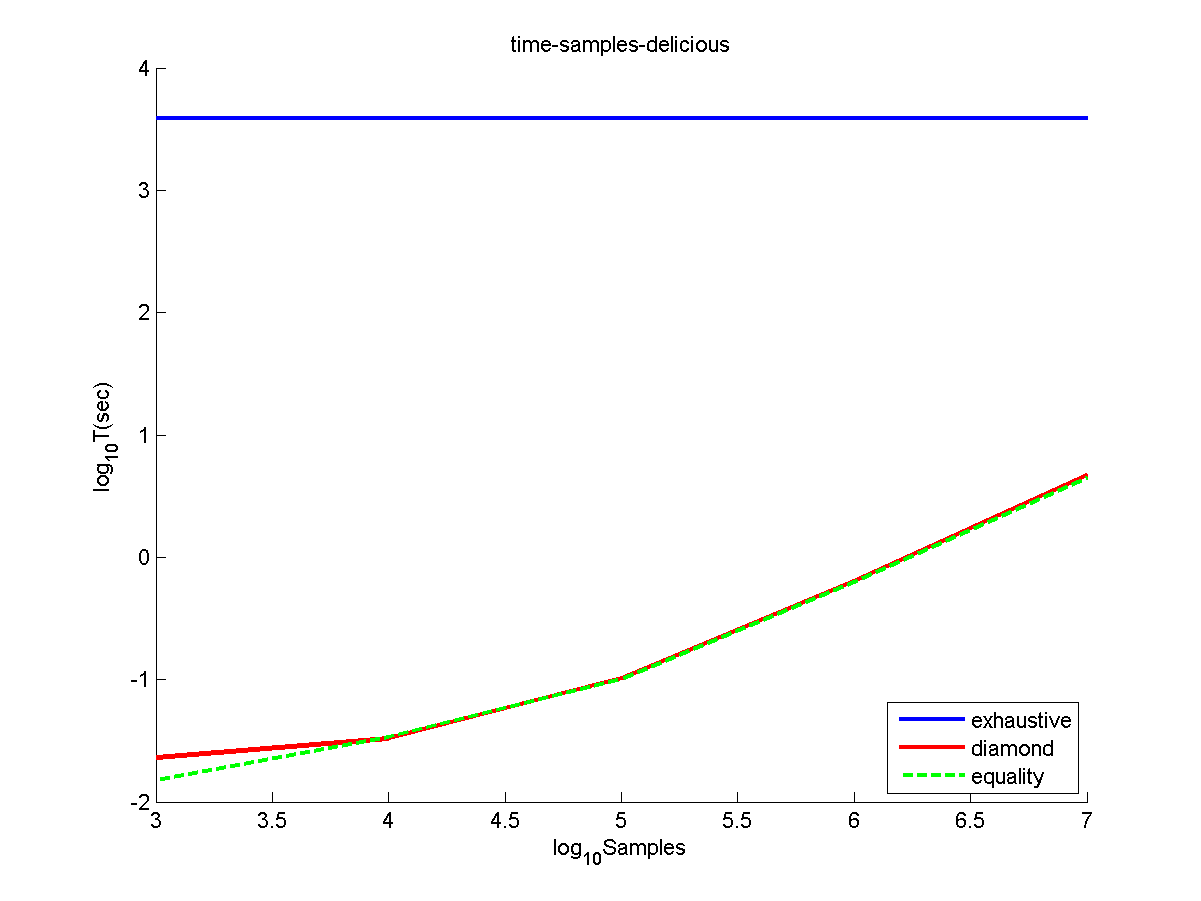 time-samples-delicious
4
3
2
1
0
-1
-2
log10T(sec)
3 3.5 4 4.5 5 5.5 6 6.5 7
log10Samples
exhaustive
diamond
equality